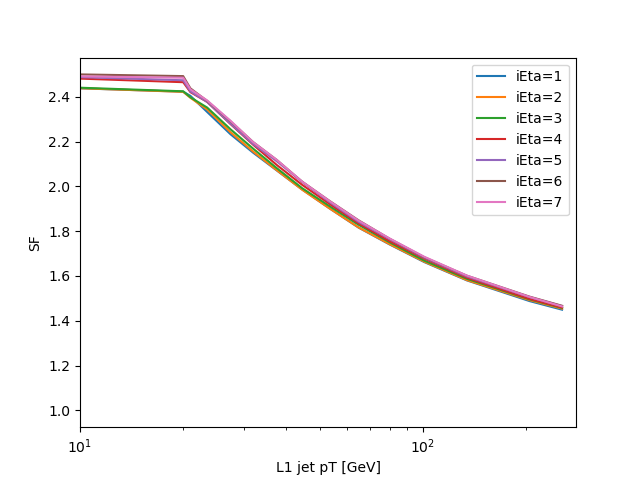 2.4
2.2
2.0
1.8
1.6
1.4
1.2
1.0
SF
iEta=1
iEta=2
iEta=3
iEta=4
iEta=5
iEta=6
iEta=7
10¹
10²
L1 jet pT [GeV]